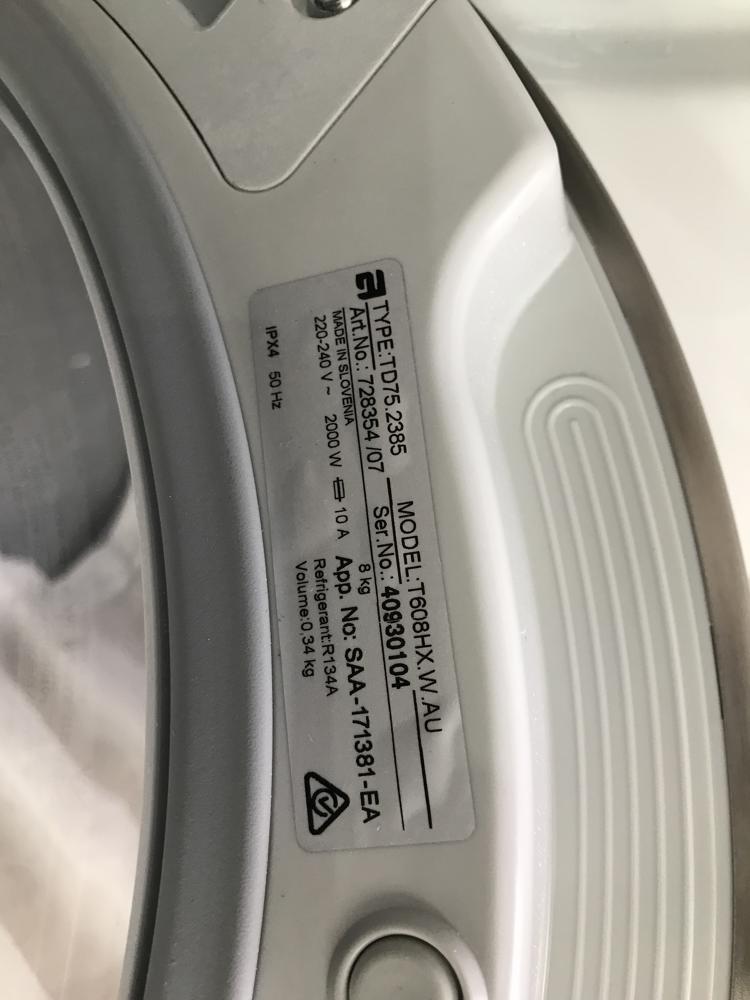 TYPE:TD75.2385 MODEL:T608HX.W.AU
Art.No.: 728354 /07 Ser.No.: 40930104
MADE IN SLOVENIA 8 kg
220-240 V ~ 2000 W 10 A App. No: SAA-171381-EA
Refrigerant:R134A
IPX4 50 Hz Volume:0,34 kg